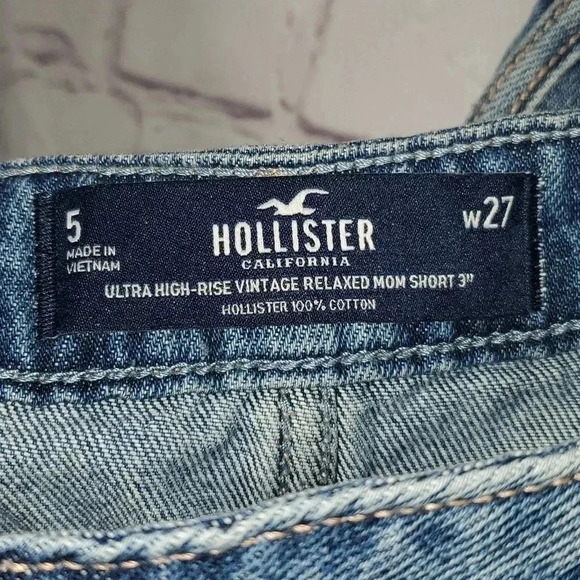 5
MADE IN
VIETNAM
HOLLISTER
CALIFORNIA
W27
ULTRA HIGH-RISE VINTAGE RELAXED MOM SHORT 3"
HOLLISTER 100% COTTON